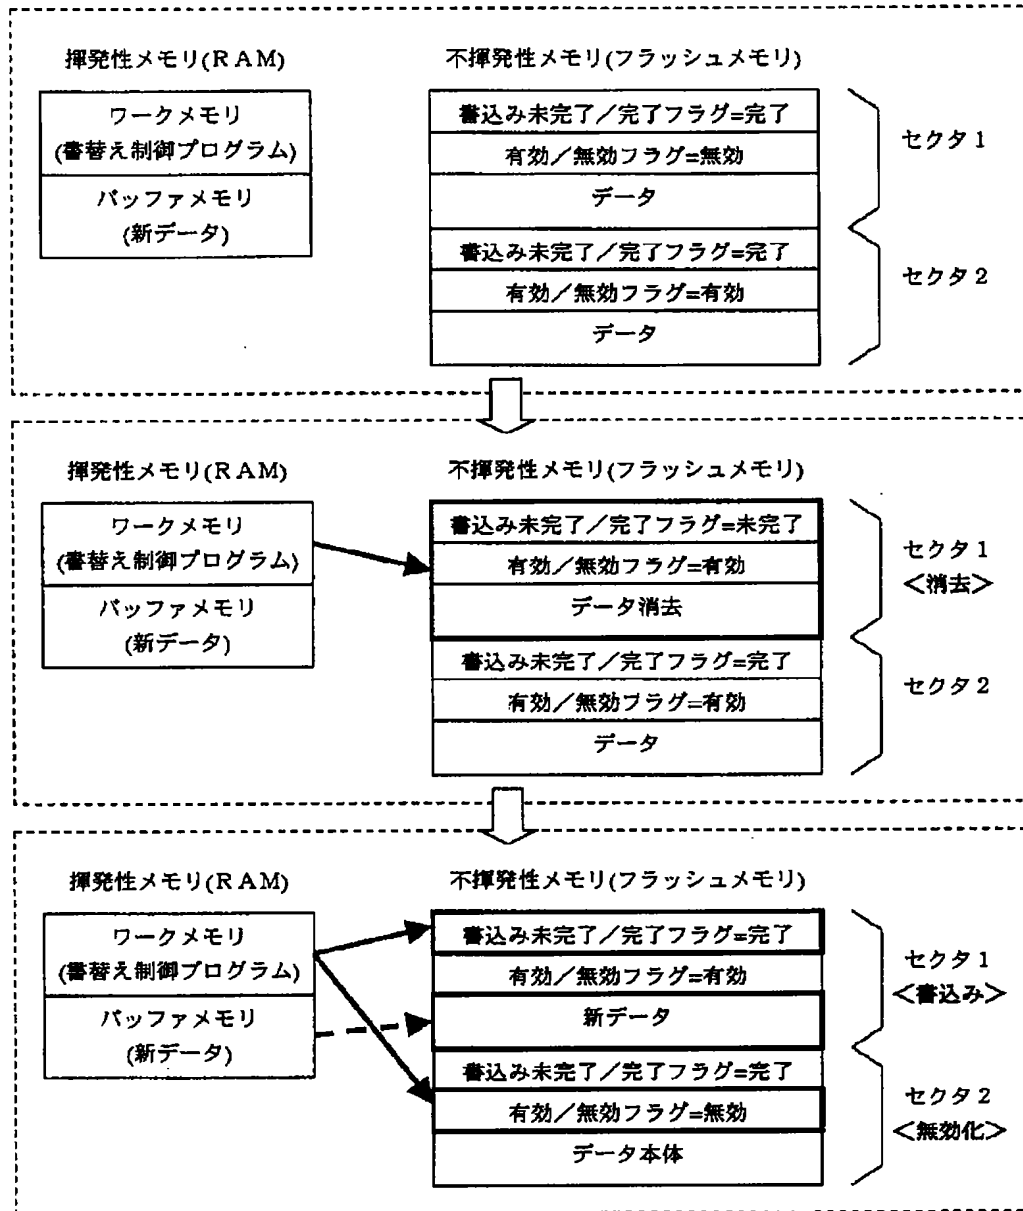 揮発性メモリ(RAM)
不揮発性メモリ(フラッシュメモリ)
ワークメモリ
(書替え制御プログラム)
バッファメモリ
(新データ)
書込み未完了/完了フラグ=完了
有効/無効フラグ=無効
データ
書込み未完了/完了フラグ=完了
有効/無効フラグ=有効
データ
セクタ1
セクタ2
揮発性メモリ(RAM)
不揮発性メモリ(フラッシュメモリ)
ワークメモリ
(書替え制御プログラム)
バッファメモリ
(新データ)
書込み未完了/完了フラグ=未完了
有効/無効フラグ=有効
データ消去
書込み未完了/完了フラグ=完了
有効/無効フラグ=有効
データ
セクタ1
<消去>
セクタ2
揮発性メモリ(RAM)
不揮発性メモリ(フラッシュメモリ)
ワークメモリ
(書替え制御プログラム)
バッファメモリ
(新データ)
書込み未完了/完了フラグ=完了
有効/無効フラグ=有効
新データ
書込み未完了/完了フラグ=完了
有効/無効フラグ=無効
データ本体
セクタ1
<書込み>
セクタ2
<無効化>